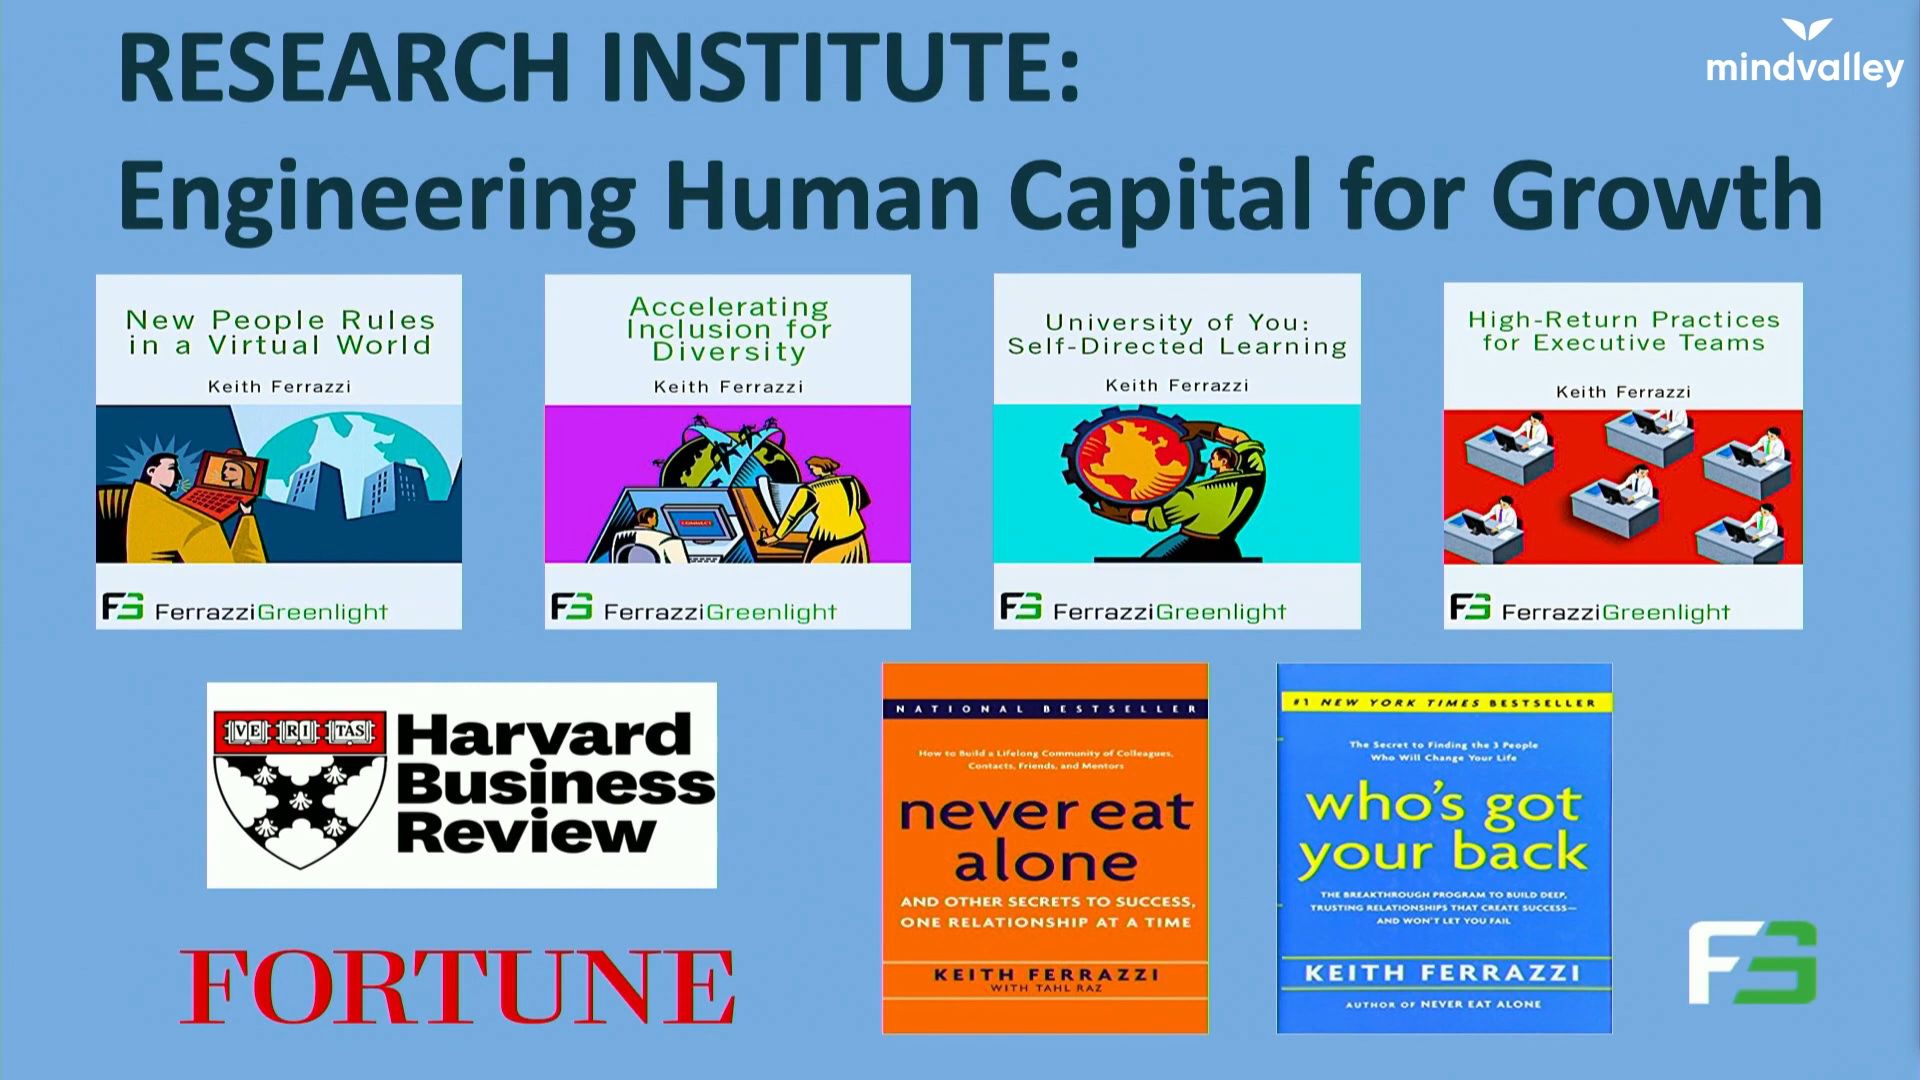 RESEARCH INSTITUTE:
mindvalley
Engineering Human Capital for Growth
New People Rules
in a Virtual World
Keith Ferrazzi
FerrazziGreenlight
Accelerating
Inclusion for
Diversity
Keith Ferrazzi
CONNECT
FerrazziGreenlight
University of You:
Self-Directed Learning
Keith Ferrazzi
FerrazziGreenlight
High-Return Practices
for Executive Teams
Keith Ferrazzi
FerrazziGreenlight
VE RI TAS
Harvard
Business
Review
FORTUNE
NATIONAL BESTSELLER
How to Build a Lifelong Community of Colleagues,
Contacts, Friends, and Mentors
never eat
alone
AND OTHER SECRETS TO SUCCESS,
ONE RELATIONSHIP AT A TIME
KEITH FERRAZZI
WITH TAHL RAZ
#1 NEW YORK TIMES BESTSELLER
The Secret to Finding the 3 People
Who Will Change Your Life
who's got
your back
THE BREAKTHROUGH PROGRAM TO BUILD DEEP,
TRUSTING RELATIONSHIPS THAT CREATE SUCCESS—
AND WON'T LET YOU FAIL
KEITH FERRAZZI
AUTHOR OF NEVER EAT ALONE
FG